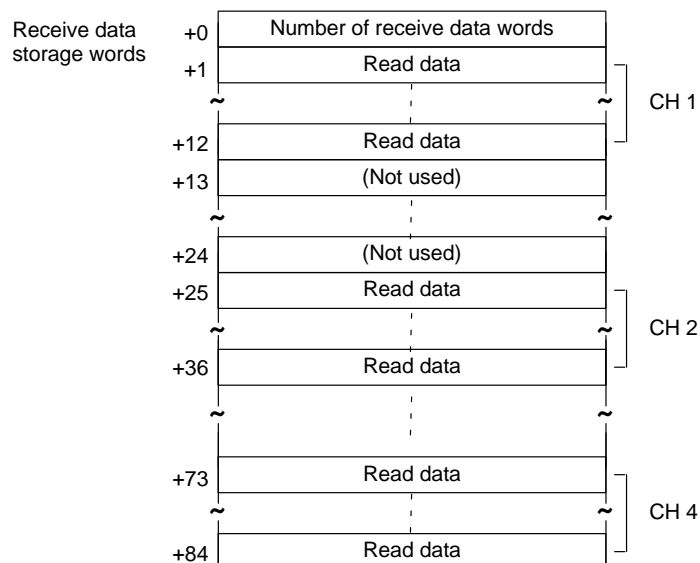 Receive data
storage words
+0 Number of receive data words
+1 Read data
~ ~
CH 1
+12 Read data
+13 (Not used)
~ ~
+24 (Not used)
+25 Read data
~ ~
CH 2
+36 Read data
~ ~
+73 Read data
~ ~
CH 4
+84 Read data